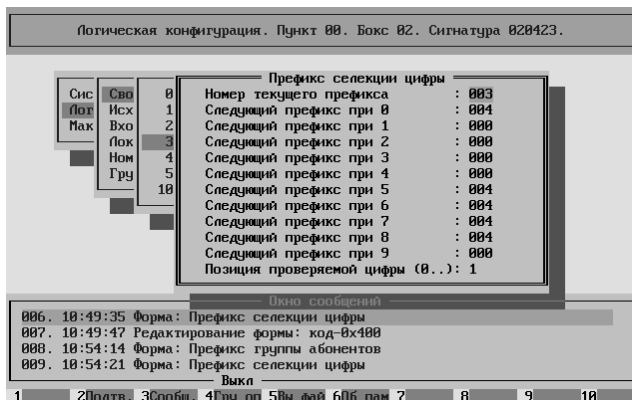 Логическая конфигурация. Пункт 00. Бокс 02. Сигнатура 020423.
Префикс селекции цифры
Сис Сво 0 Номер текущего префикса : 003
Лог Исх 1 Следующий префикс при 0 : 004
Мак Вхо 2 Следующий префикс при 1 : 000
Лок 3 Следующий префикс при 2 : 000
Ном 4 Следующий префикс при 3 : 000
Гру 5 Следующий префикс при 4 : 000
10 Следующий префикс при 5 : 004
Следующий префикс при 6 : 004
Следующий префикс при 7 : 004
Следующий префикс при 8 : 004
Следующий префикс при 9 : 000
Позиция проверяемой цифры (0..): 1
Окно сообщений
006. 10:49:35 Форма: Префикс селекции цифры
007. 10:49:47 Редактирование формы: код-0x400
008. 10:54:14 Форма: Префикс группы абонентов
009. 10:54:21 Форма: Префикс селекции цифры
Выкл
1 2Подтв. 3Сообщ. 4Гру оп 5Вы фай 6Об пам 7 8 9 10